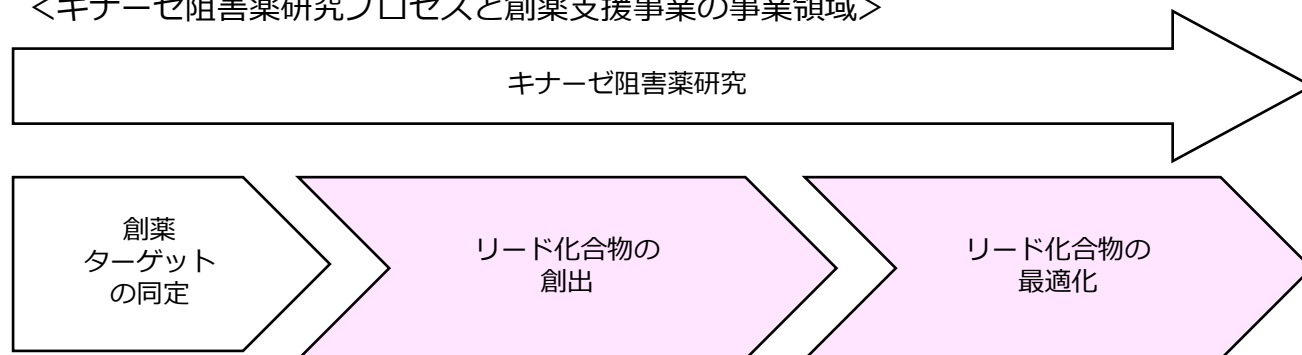 ＜キナーゼ阻害薬研究プロセスと創薬支援事業の事業領域＞
キナーゼ阻害薬研究
創薬
ターゲット
の同定
リード化合物の
創出
リード化合物の
最適化